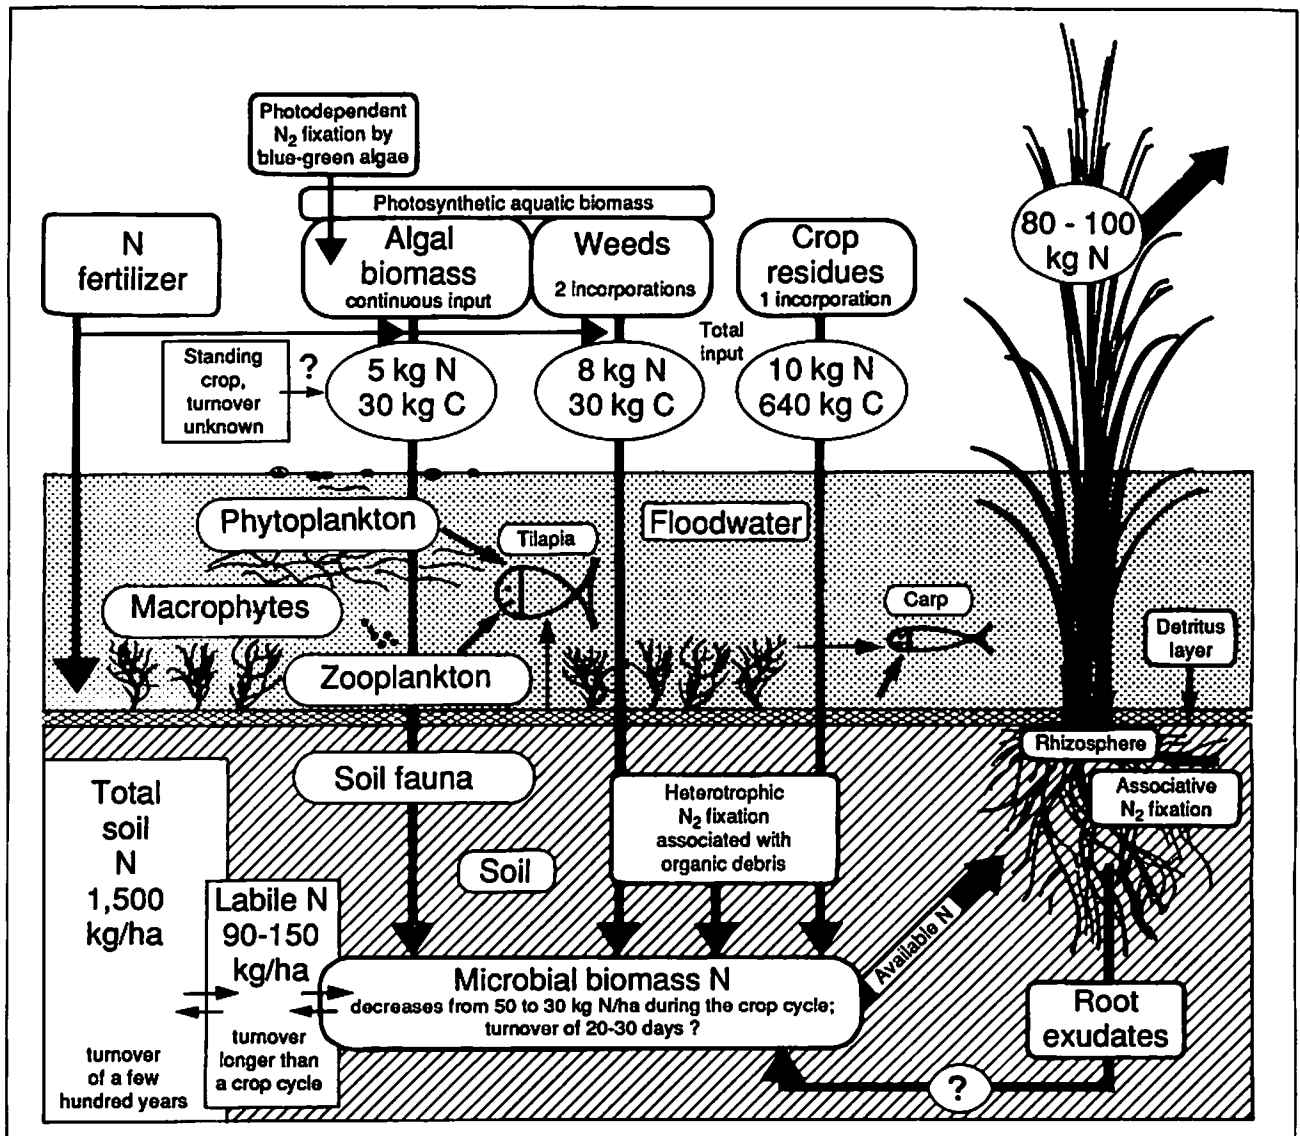 Photodependent
N2 fixation by
blue-green algae
Photosynthetic aquatic biomass
N
fertilizer
Algal
biomass
continuous input
Weeds
2 incorporations
Crop
residues
1 incorporation
80 - 100
kg N
Total
input
Standing
crop,
turnover
unknown
?
5 kg N
30 kg C
8 kg N
30 kg C
10 kg N
640 kg C
Phytoplankton
Tilapia
Floodwater
Macrophytes
Carp
Zooplankton
Detritus
layer
Rhizosphere
Soil fauna
Associative
N2 fixation
Heterotrophic
N2 fixation
associated with
organic debris
Soil
Total
soil
N
1,500
kg/ha
Labile N
90-150
kg/ha
Available N
Microbial biomass N
decreases from 50 to 30 kg N/ha during the crop cycle;
turnover of 20-30 days ?
Root
exudates
turnover
of a few
hundred years
turnover
longer than
a crop cycle
?